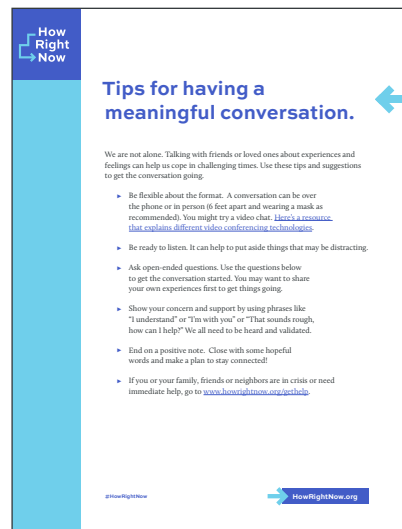 How
Right
Now
Tips for having a
meaningful conversation.
We are not alone. Talking with friends or loved ones about experiences and
feelings can help us cope in challenging times. Use these tips and suggestions
to get the conversation going.
► Be flexible about the format.  A conversation can be over
the phone or in person (6 feet apart and wearing a mask as
recommended). You might try a video chat. Here's a resource
that explains different video conferencing technologies.
► Be ready to listen. It can help to put aside things that may be distracting.
► Ask open-ended questions. Use the questions below
to get the conversation started. You may want to share
your own experiences first to get things going.
► Show your concern and support by using phrases like
"I understand" or "I'm with you" or "That sounds rough,
how can I help?" We all need to be heard and validated.
► End on a positive note.  Close with some hopeful
words and make a plan to stay connected!
► If you or your family, friends or neighbors are in crisis or need
immediate help, go to www.howrightnow.org/gethelp.
#HowRightNow
HowRightNow.org